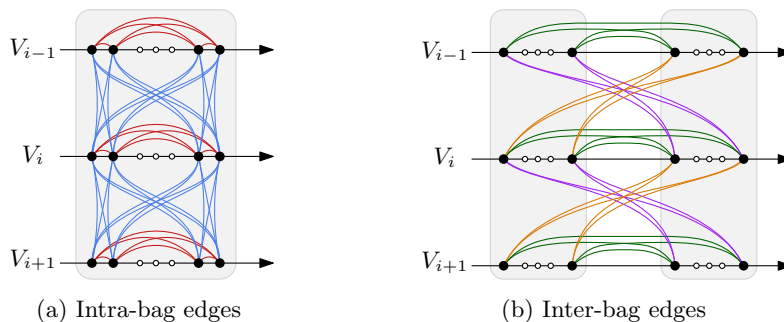 V_{i−1} V_{i−1}
V_i V_i
V_{i+1} V_{i+1}
(a) Intra-bag edges (b) Inter-bag edges